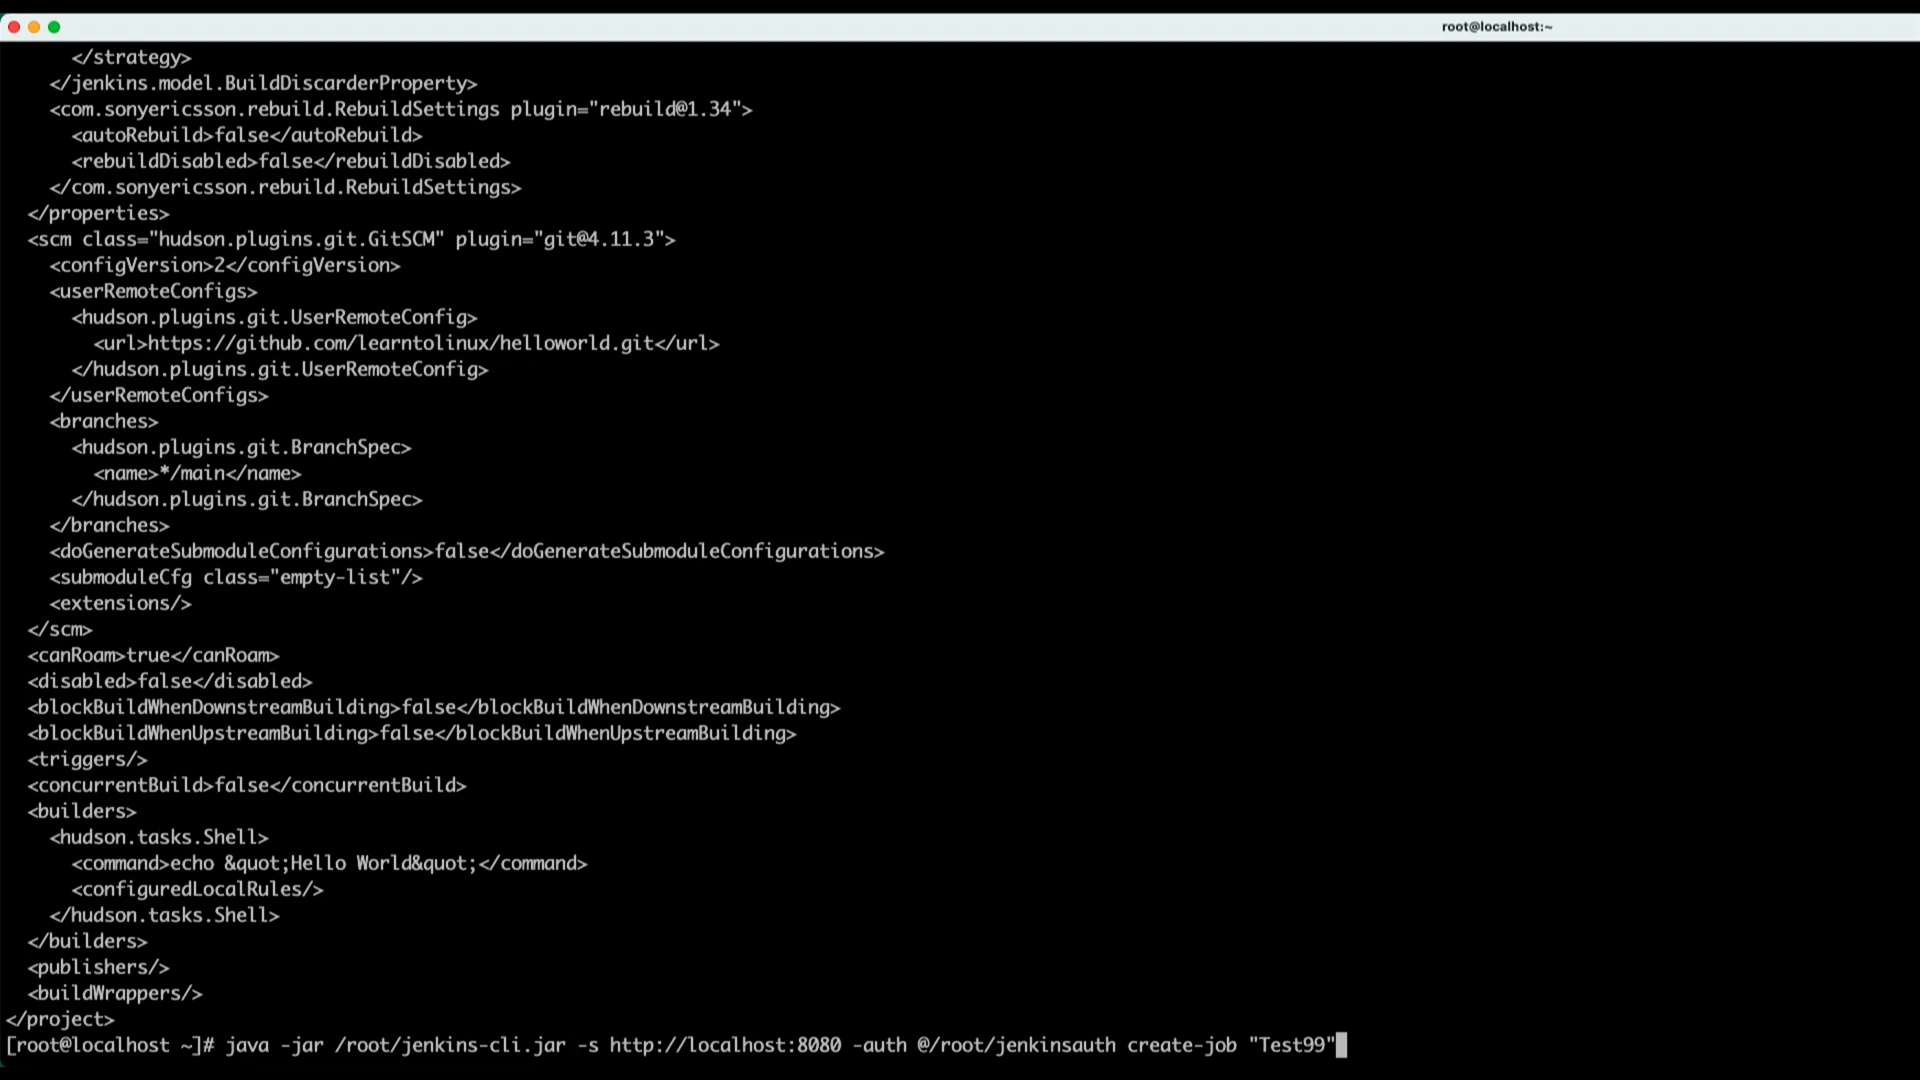 root@localhost:~
      </strategy>
    </jenkins.model.BuildDiscarderProperty>
    <com.sonyericsson.rebuild.RebuildSettings plugin="rebuild@1.34">
      <autoRebuild>false</autoRebuild>
      <rebuildDisabled>false</rebuildDisabled>
    </com.sonyericsson.rebuild.RebuildSettings>
  </properties>
  <scm class="hudson.plugins.git.GitSCM" plugin="git@4.11.3">
    <configVersion>2</configVersion>
    <userRemoteConfigs>
      <hudson.plugins.git.UserRemoteConfig>
        <url>https://github.com/learntolinux/helloworld.git</url>
      </hudson.plugins.git.UserRemoteConfig>
    </userRemoteConfigs>
    <branches>
      <hudson.plugins.git.BranchSpec>
        <name>*/main</name>
      </hudson.plugins.git.BranchSpec>
    </branches>
    <doGenerateSubmoduleConfigurations>false</doGenerateSubmoduleConfigurations>
    <submoduleCfg class="empty-list"/>
    <extensions/>
  </scm>
  <canRoam>true</canRoam>
  <disabled>false</disabled>
  <blockBuildWhenDownstreamBuilding>false</blockBuildWhenDownstreamBuilding>
  <blockBuildWhenUpstreamBuilding>false</blockBuildWhenUpstreamBuilding>
  <triggers/>
  <concurrentBuild>false</concurrentBuild>
  <builders>
    <hudson.tasks.Shell>
      <command>echo &quot;Hello World&quot;</command>
      <configuredLocalRules/>
    </hudson.tasks.Shell>
  </builders>
  <publishers/>
  <buildWrappers/>
</project>
[root@localhost ~]# java -jar /root/jenkins-cli.jar -s http://localhost:8080 -auth @/root/jenkinsauth create-job "Test99"